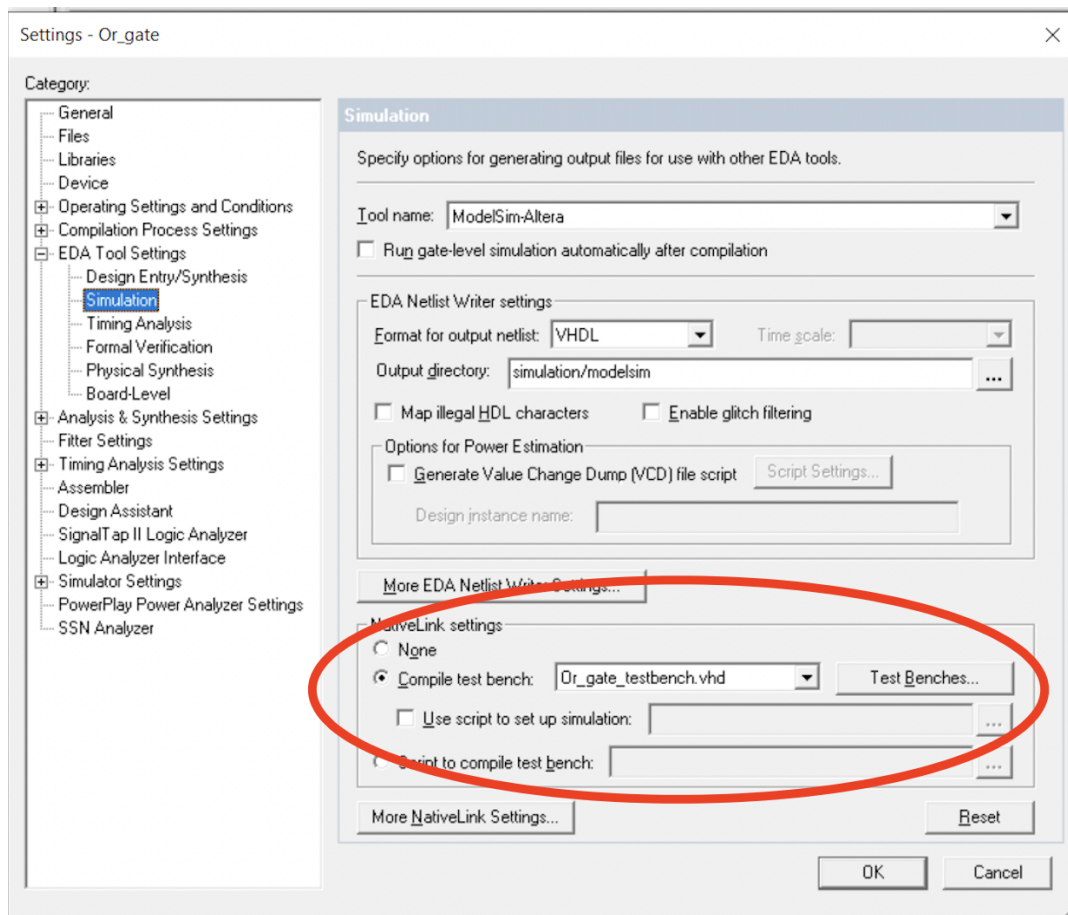 Settings - Or_gate
Category:
General
Files
Libraries
Device
Operating Settings and Conditions
Compilation Process Settings
EDA Tool Settings
Design Entry/Synthesis
Simulation
Timing Analysis
Formal Verification
Physical Synthesis
Board-Level
Analysis & Synthesis Settings
Fitter Settings
Timing Analysis Settings
Assembler
Design Assistant
SignalTap II Logic Analyzer
Logic Analyzer Interface
Simulator Settings
PowerPlay Power Analyzer Settings
SSN Analyzer
Simulation
Specify options for generating output files for use with other EDA tools.
Tool name: ModelSim-Altera
Run gate-level simulation automatically after compilation
EDA Netlist Writer settings
Format for output netlist: VHDL Time scale:
Output directory: simulation/modelsim ...
Map illegal HDL characters Enable glitch filtering
Options for Power Estimation
Generate Value Change Dump (VCD) file script Script Settings...
Design instance name:
More EDA Netlist Writer Settings...
NativeLink settings
None
Compile test bench: Or_gate_testbench.vhd Test Benches...
Use script to set up simulation: ...
Script to compile test bench: ...
More NativeLink Settings... Reset
OK Cancel